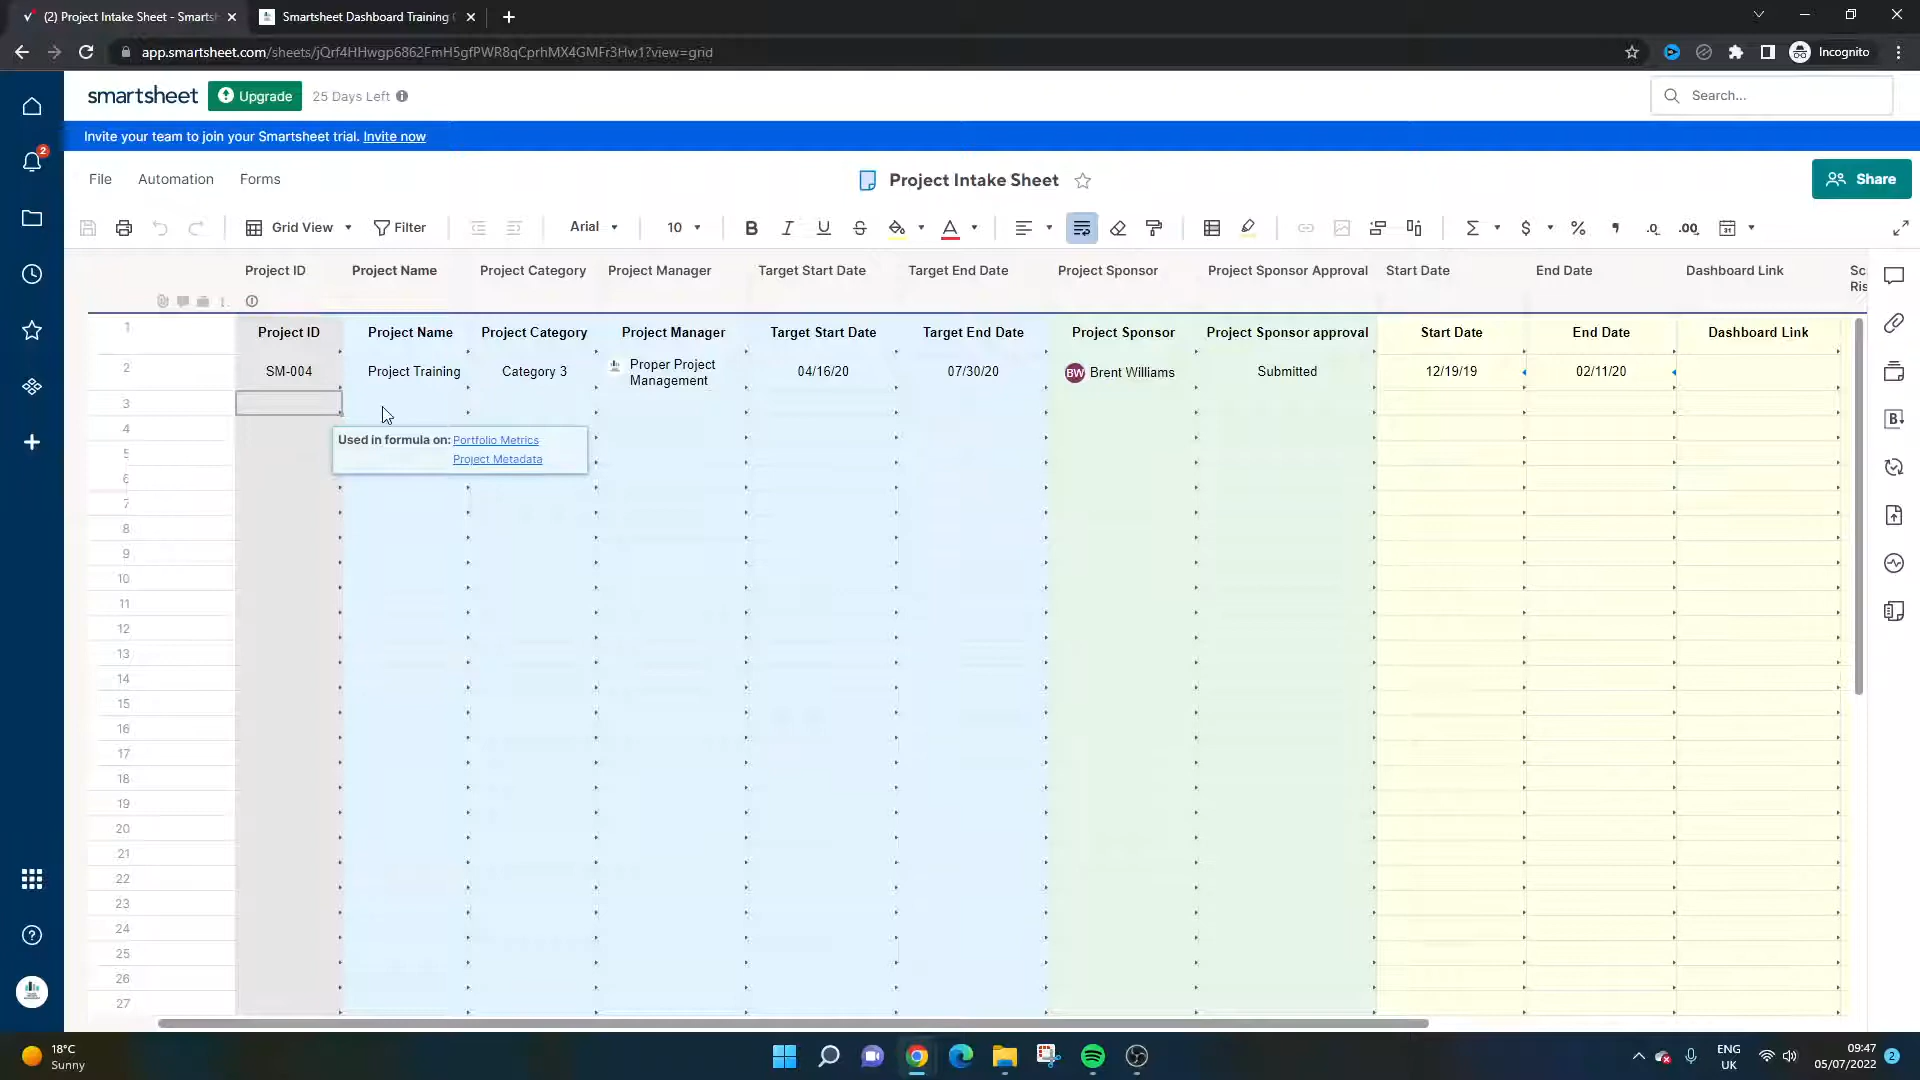 (2) Project Intake Sheet - Smarts
Smartsheet Dashboard Training
app.smartsheet.com/sheets/jQrf4HHwgp6862FmH5gfPWR8qCprhMX4GMFr3Hw1?view=grid
Incognito
smartsheet
Upgrade
25 Days Left
Search...
Invite your team to join your Smartsheet trial. Invite now
File Automation Forms
Project Intake Sheet
Share
Grid View Filter Arial 10 B I U S A Σ $ % .0 .00
Project ID Project Name Project Category Project Manager Target Start Date Target End Date Project Sponsor Project Sponsor Approval Start Date End Date Dashboard Link Sc
Ris
1 Project ID Project Name Project Category Project Manager Target Start Date Target End Date Project Sponsor Project Sponsor approval Start Date End Date Dashboard Link
2 SM-004 Project Training Category 3 Proper Project Management 04/16/20 07/30/20 BW Brent Williams Submitted 12/19/19 02/11/20
3
4
Used in formula on: Portfolio Metrics
Project Metadata
5
6
7
8
9
10
11
12
13
14
15
16
17
18
19
20
21
22
23
24
25
26
27
2
18°C
Sunny
ENG
UK
09:47
05/07/2022
2